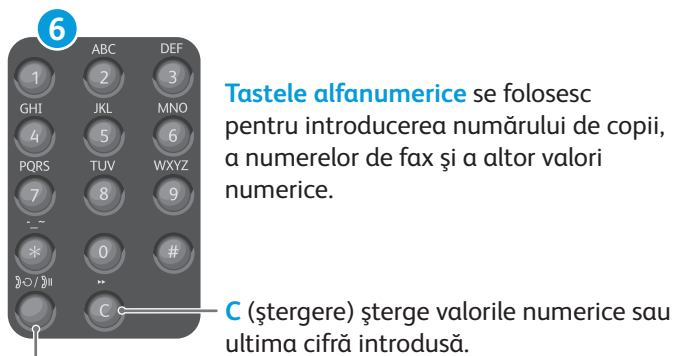 6
ABC DEF
1 2 3
GHI JKL MNO
4 5 6
PQRS TUV WXYZ
7 8 9
-_~
* 0 #
C
Tastele alfanumerice se folosesc
pentru introducerea numărului de copii,
a numerelor de fax şi a altor valori
numerice.
C (ştergere) şterge valorile numerice sau
ultima cifră introdusă.